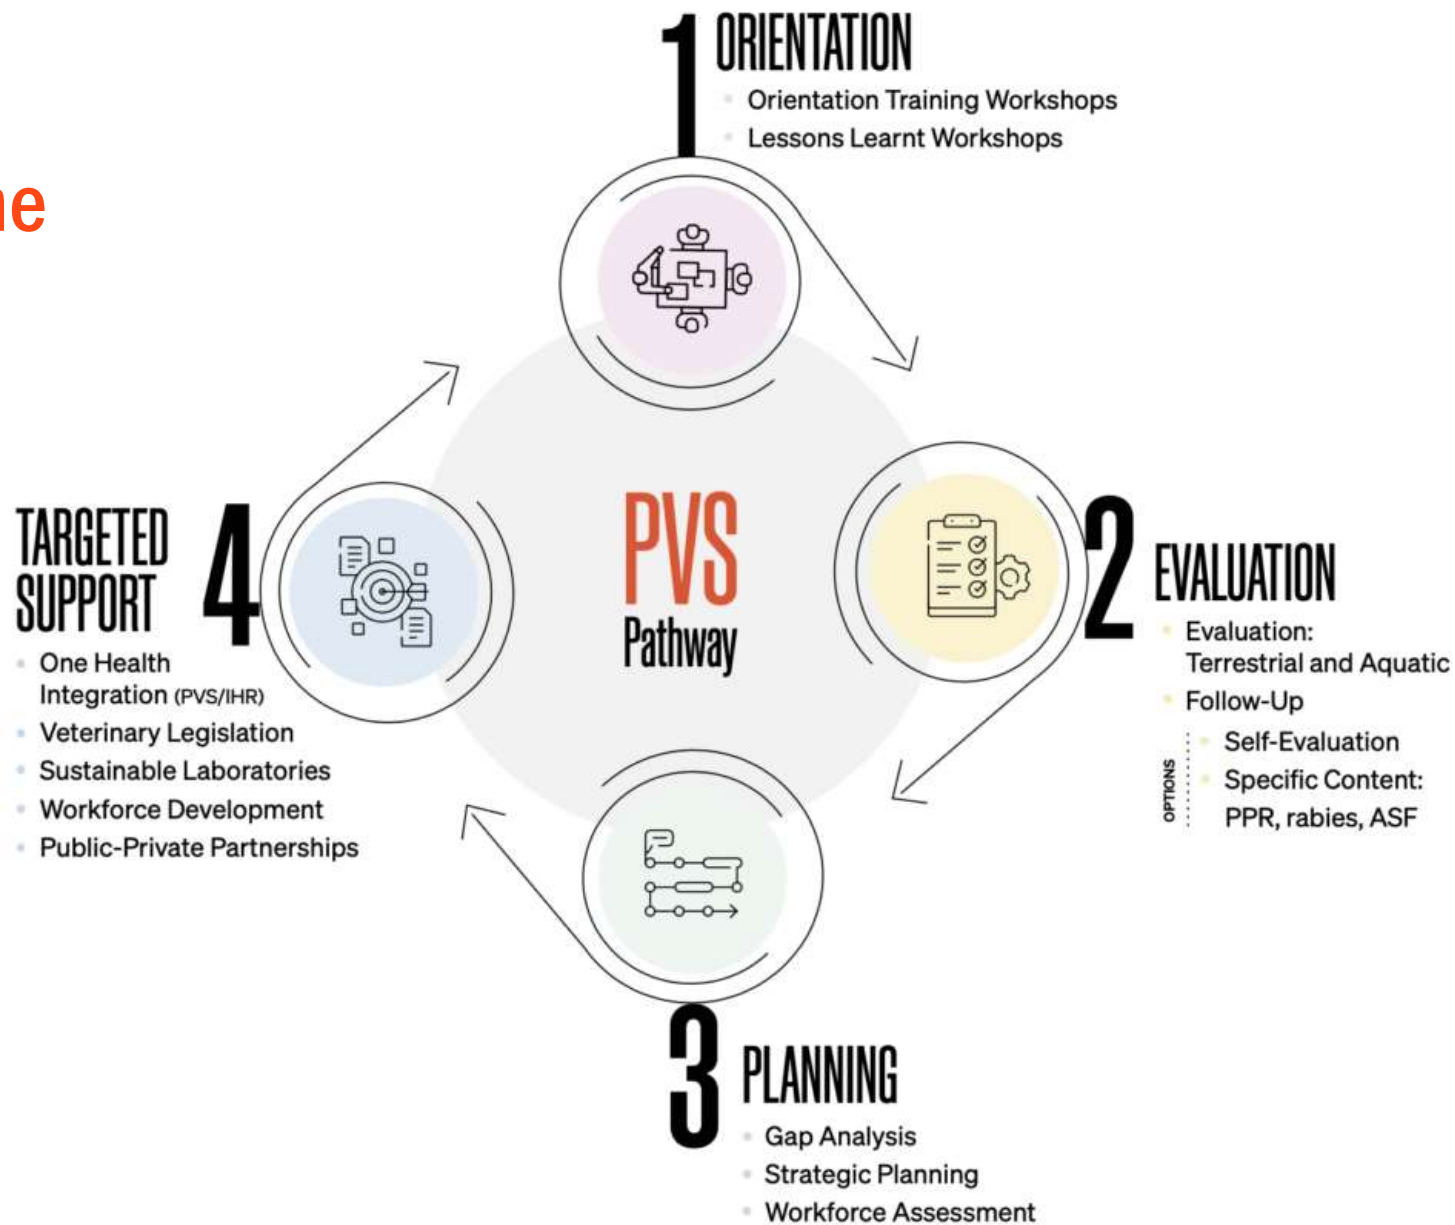 1 ORIENTATION
Orientation Training Workshops
Lessons Learnt Workshops
PVS
Pathway
2 EVALUATION
Evaluation:
Terrestrial and Aquatic
Follow-Up
OPTIONS
Self-Evaluation
Specific Content:
PPR, rabies, ASF
3 PLANNING
Gap Analysis
Strategic Planning
Workforce Assessment
TARGETED
SUPPORT 4
One Health
Integration (PVS/IHR)
Veterinary Legislation
Sustainable Laboratories
Workforce Development
Public-Private Partnerships